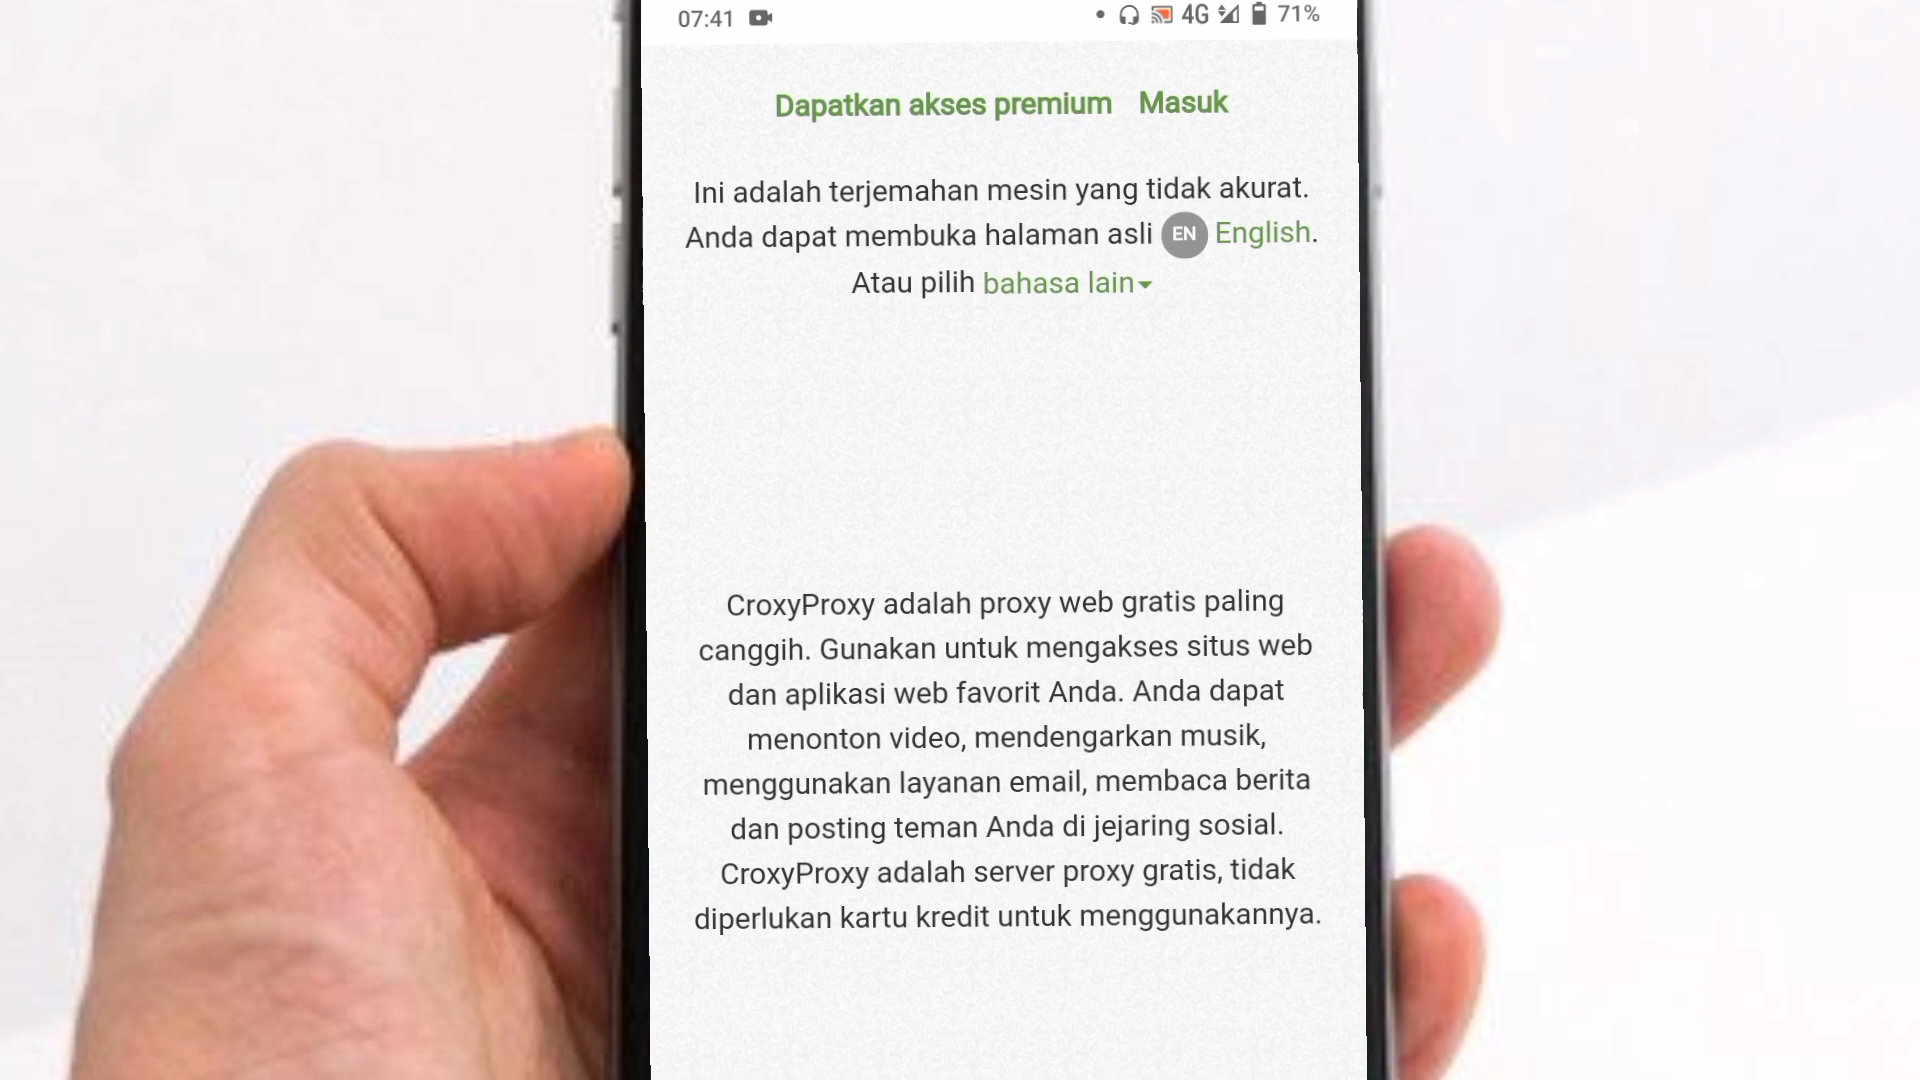 07:41 4G 71%
Dapatkan akses premium Masuk
Ini adalah terjemahan mesin yang tidak akurat.
Anda dapat membuka halaman asli EN English.
Atau pilih bahasa lain
CroxyProxy adalah proxy web gratis paling
canggih. Gunakan untuk mengakses situs web
dan aplikasi web favorit Anda. Anda dapat
menonton video, mendengarkan musik,
menggunakan layanan email, membaca berita
dan posting teman Anda di jejaring sosial.
CroxyProxy adalah server proxy gratis, tidak
diperlukan kartu kredit untuk menggunakannya.